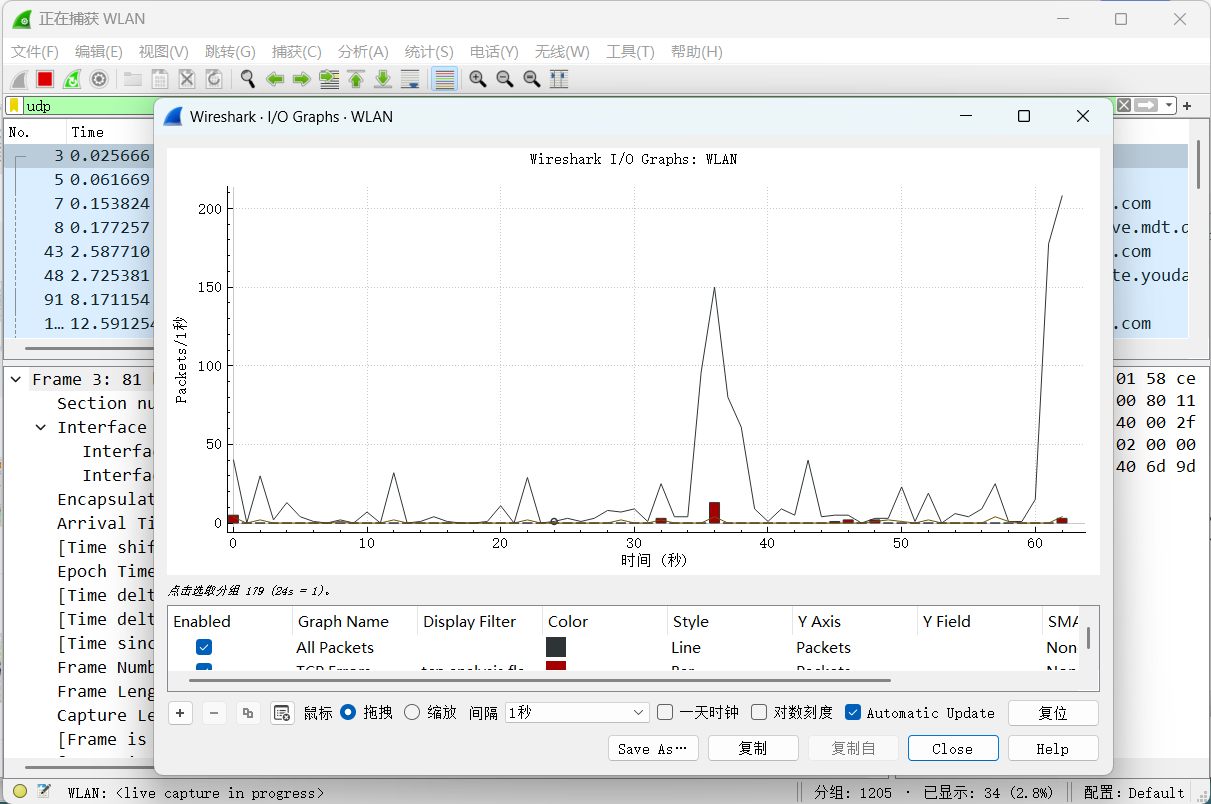 正在捕获 WLAN
文件(F) 编辑(E) 视图(V) 跳转(G) 捕获(C) 分析(A) 统计(S) 电话(Y) 无线(W) 工具(T) 帮助(H)
udp
Wireshark · I/O Graphs · WLAN
No. Time
3 0.025666
5 0.061669
7 0.153824 .com
8 0.177257 ve.mdt.
43 2.587710 .com
48 2.725381 te.youda
91 8.171154
1… 12.591254 .com
Wireshark I/O Graphs: WLAN
Packets/1秒
200
150
100
50
0
0 10 20 30 40 50 60
时间 (秒)
点击选取分组 179 (24s = 1)。
Enabled Graph Name Display Filter Color Style Y Axis Y Field SMA
All Packets Line Packets Non
TCP Errors tcp.analysis.fla Bar Packets Non
+ − 鼠标 拖拽 缩放 间隔 1秒 一天时钟 对数刻度 Automatic Update 复位
Save As… 复制 复制自 Close Help
Frame 3: 81
Section nu
Interface
Interfa
Interfa
Encapsulat
Arrival Ti
[Time shif
Epoch Time
[Time delt
[Time delt
[Time sinc
Frame Numb
Frame Leng
Capture Le
[Frame is
01 58 ce
00 80 11
40 00 2f
02 00 00
40 6d 9d
WLAN: <live capture in progress>
分组: 1205 · 已显示: 34 (2.8%)
配置: Default